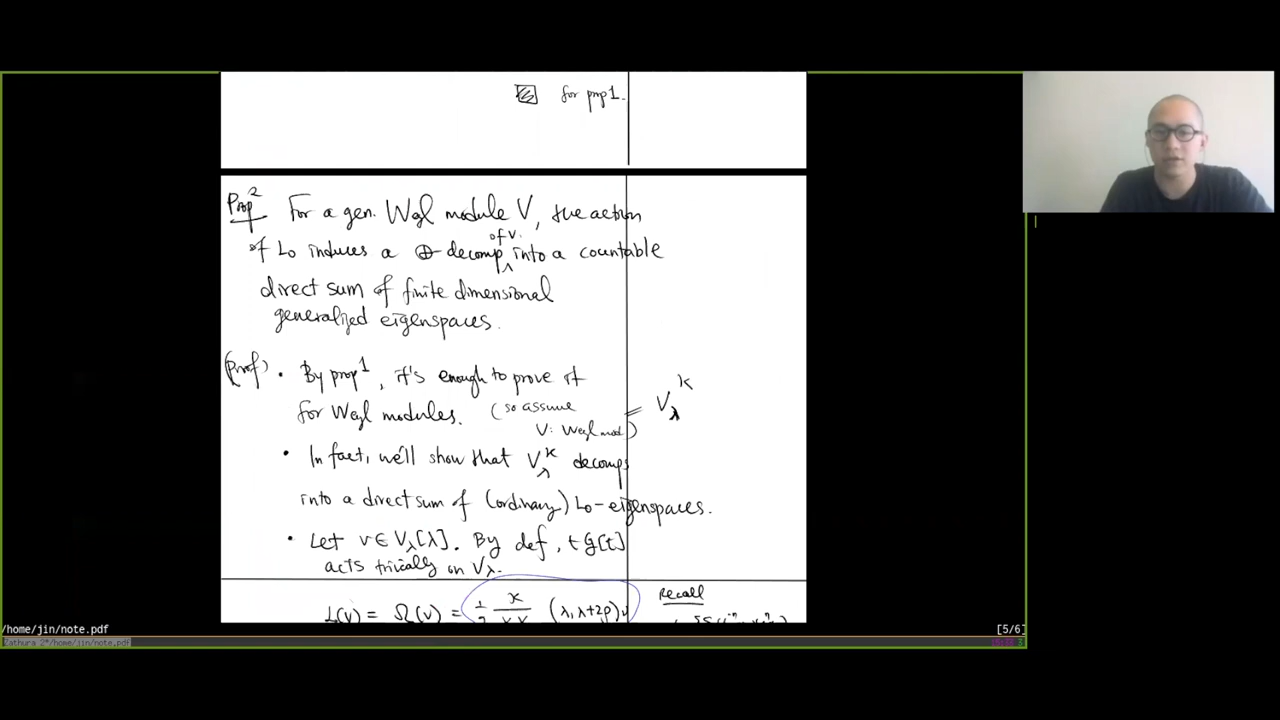 for prop1.
Prop 2 For a gen. Weyl module V, the action
of L0 induces a ⊕ decomp of V. into a countable
direct sum of finite dimensional
generalized eigenspaces.
(proof) • By prop 1, it's enough to prove it
for Weyl modules. (so assume V: Weyl mod) = V_λ^k
• In fact, we'll show that V_λ^k decomps
into a direct sum of (ordinary) L0-eigenspaces.
• Let v ∈ V_λ[λ]. By def, t𝔤[t]
acts trivially on V_λ.
L(v) = Ω(v) = (λ, λ+2ρ)v
Recall
/home/jin/note.pdf
[5/6]